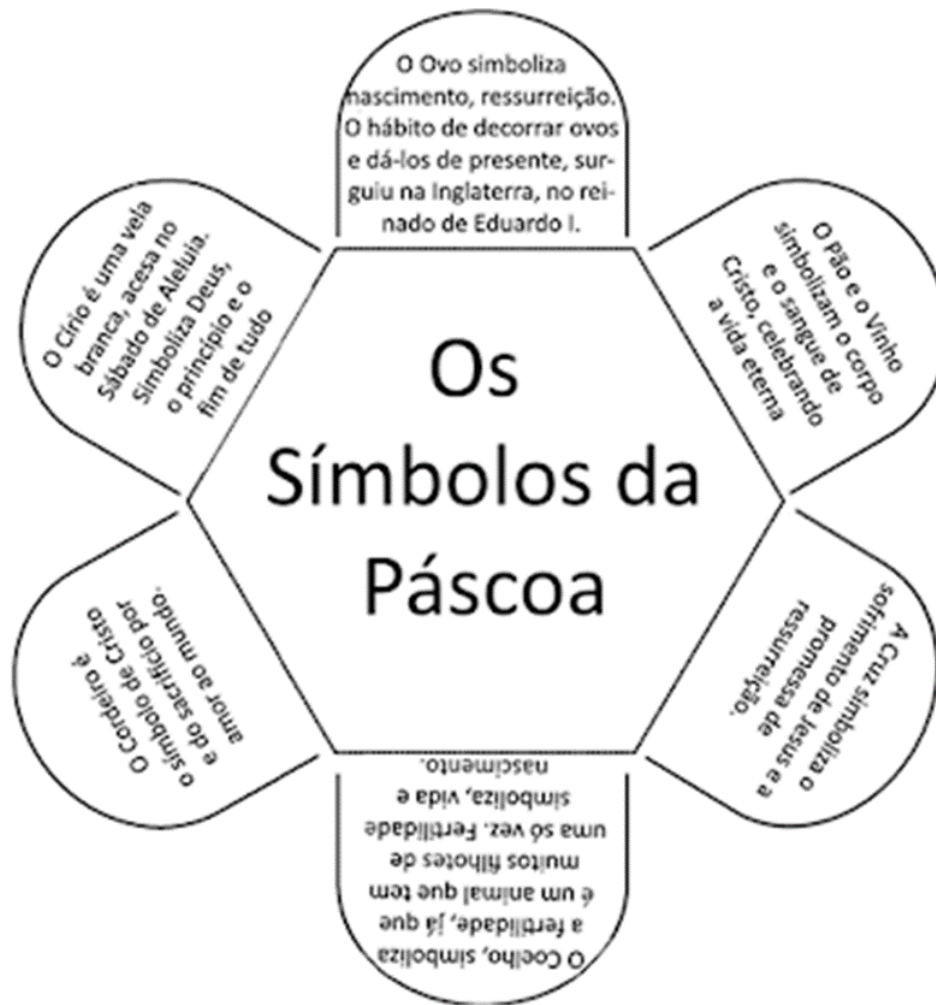 O Ovo simboliza
nascimento, ressurreição.
O hábito de decorrar ovos
e dá-los de presente, sur-
guiu na Inglaterra, no rei-
nado de Eduardo I.
O Pão e o Vinho
simbolizam o corpo
e o sangue de
Cristo, celebrando
a vida eterna
A Cruz simboliza o
sofrimento de Jesus e a
promessa de
ressurreição.
O Coelho, simboliza
a fertilidade, já que
é um animal que tem
muitos filhotes de
uma só vez. Fertilidade
simboliza, vida e
nascimento.
O Cordeiro é
o símbolo de Cristo
e do sacrifício por
amor ao mundo.
O Círio é uma vela
branca, acesa no
Sábado de Aleluia.
Simboliza Deus,
o princípio e o
fim de tudo
Os
Símbolos da
Páscoa